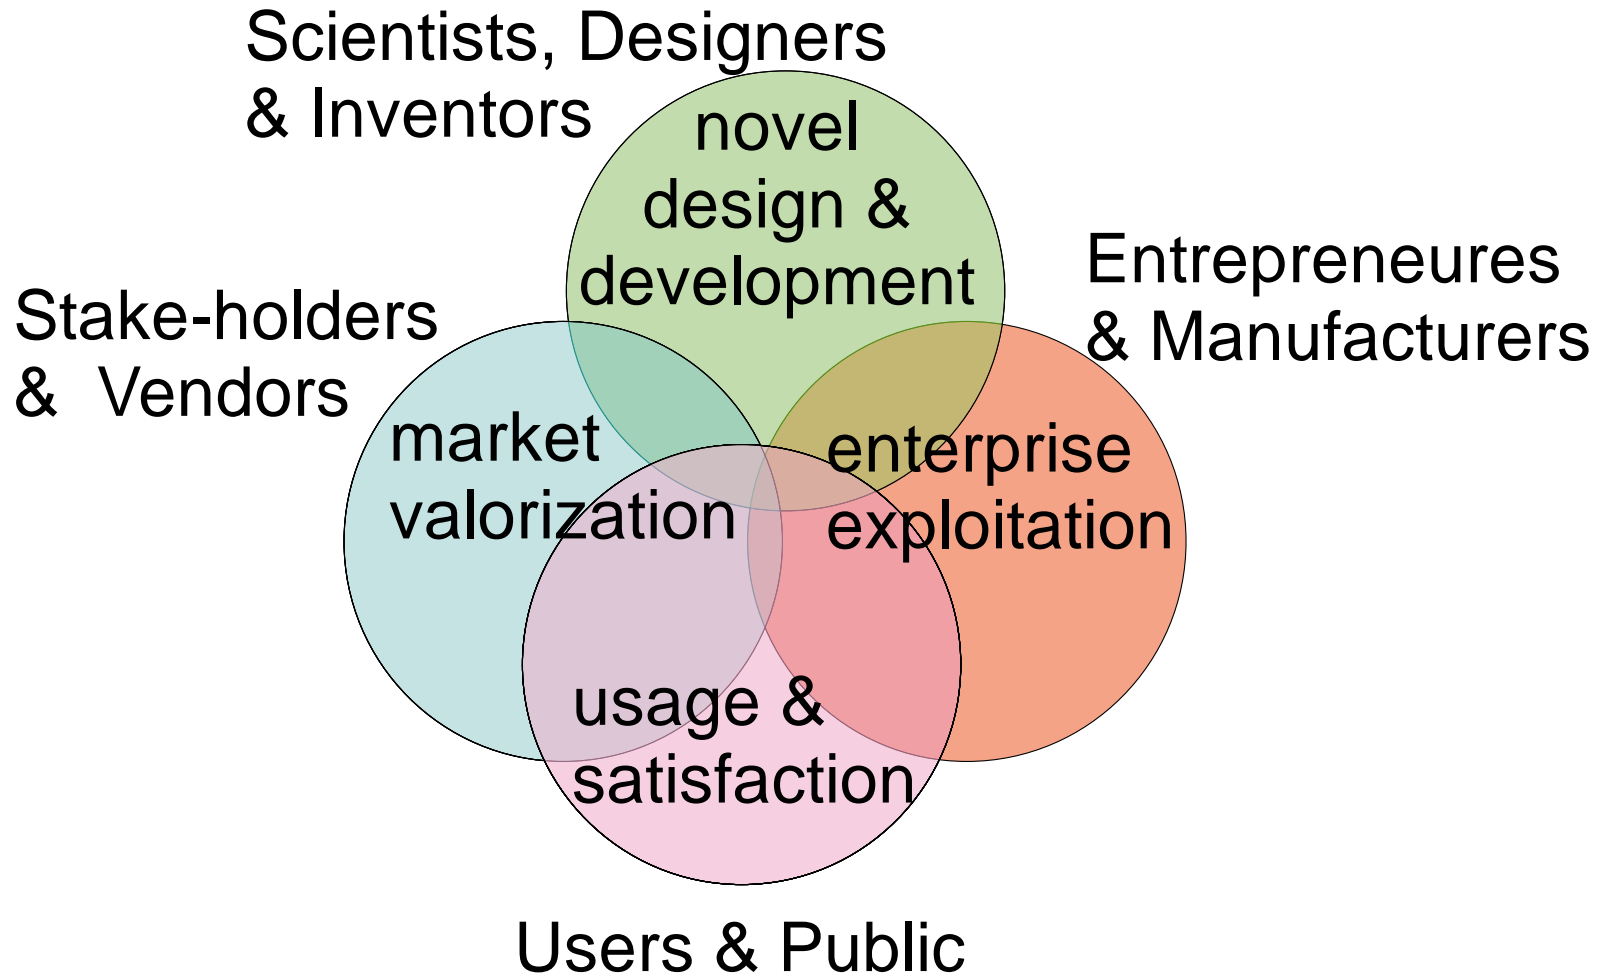 Scientists, Designers
& Inventors
novel
design &
development
Entrepreneures
& Manufacturers
Stake-holders
&  Vendors
market
valorization
enterprise
exploitation
usage &
satisfaction
Users & Public